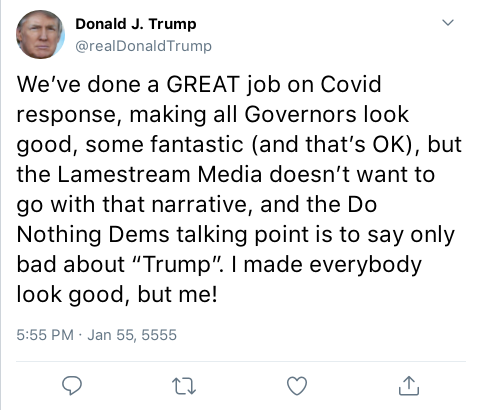 Donald J. Trump
@realDonaldTrump
We’ve done a GREAT job on Covid
response, making all Governors look
good, some fantastic (and that’s OK), but
the Lamestream Media doesn’t want to
go with that narrative, and the Do
Nothing Dems talking point is to say only
bad about “Trump”. I made everybody
look good, but me!
5:55 PM · Jan 55, 5555